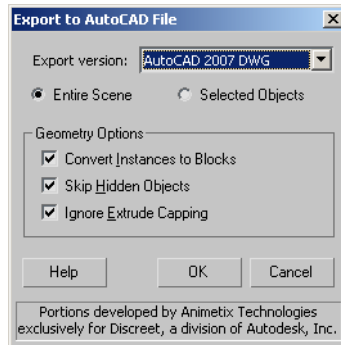 Export to AutoCAD File
Export version: AutoCAD 2007 DWG
Entire Scene Selected Objects
Geometry Options
Convert Instances to Blocks
Skip Hidden Objects
Ignore Extrude Capping
Help OK Cancel
Portions developed by Animetix Technologies
exclusively for Discreet, a division of Autodesk, Inc.